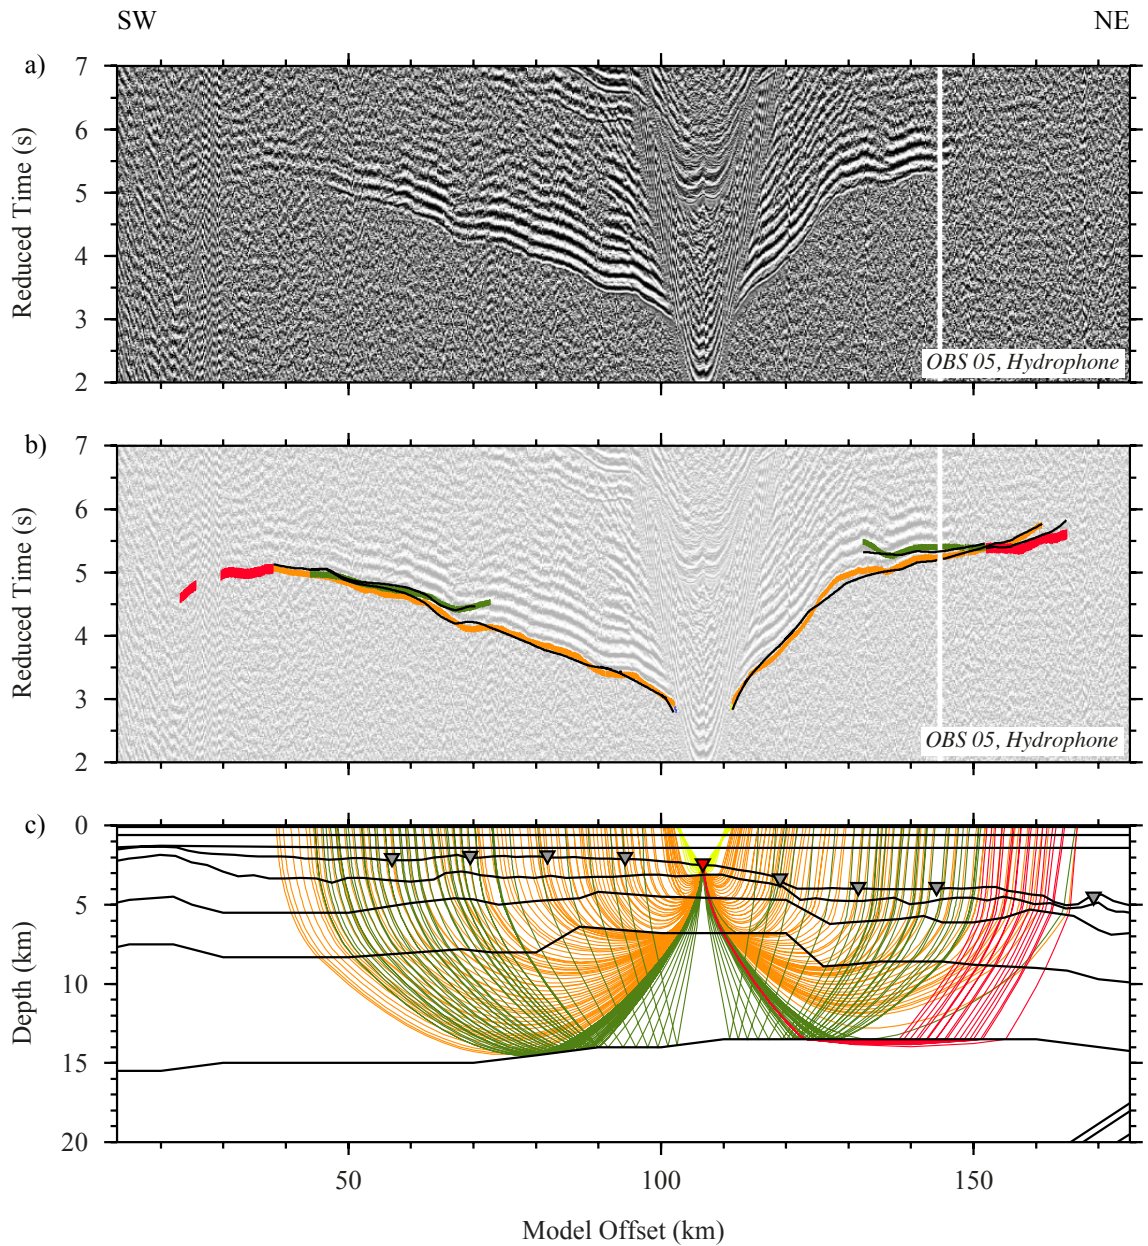 SW NE
a)
7
6
5
4
3
2
Reduced Time (s)
OBS 05, Hydrophone
b)
7
6
5
4
3
2
Reduced Time (s)
OBS 05, Hydrophone
c)
0
5
10
15
20
Depth (km)
50 100 150
Model Offset (km)